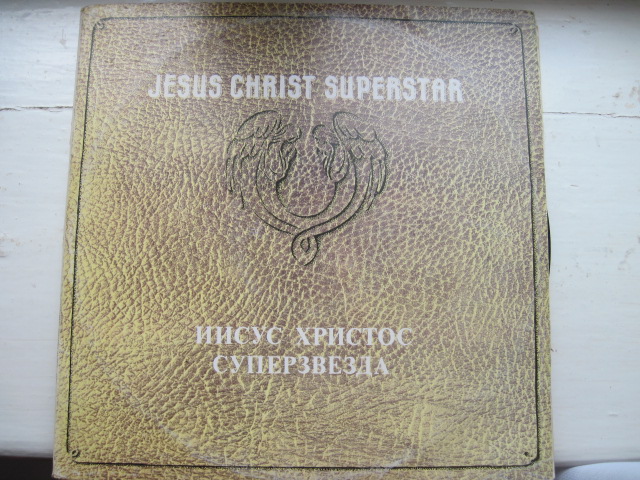 JESUS CHRIST SUPERSTAR
ИИСУС ХРИСТОС
СУПЕРЗВЕЗДА